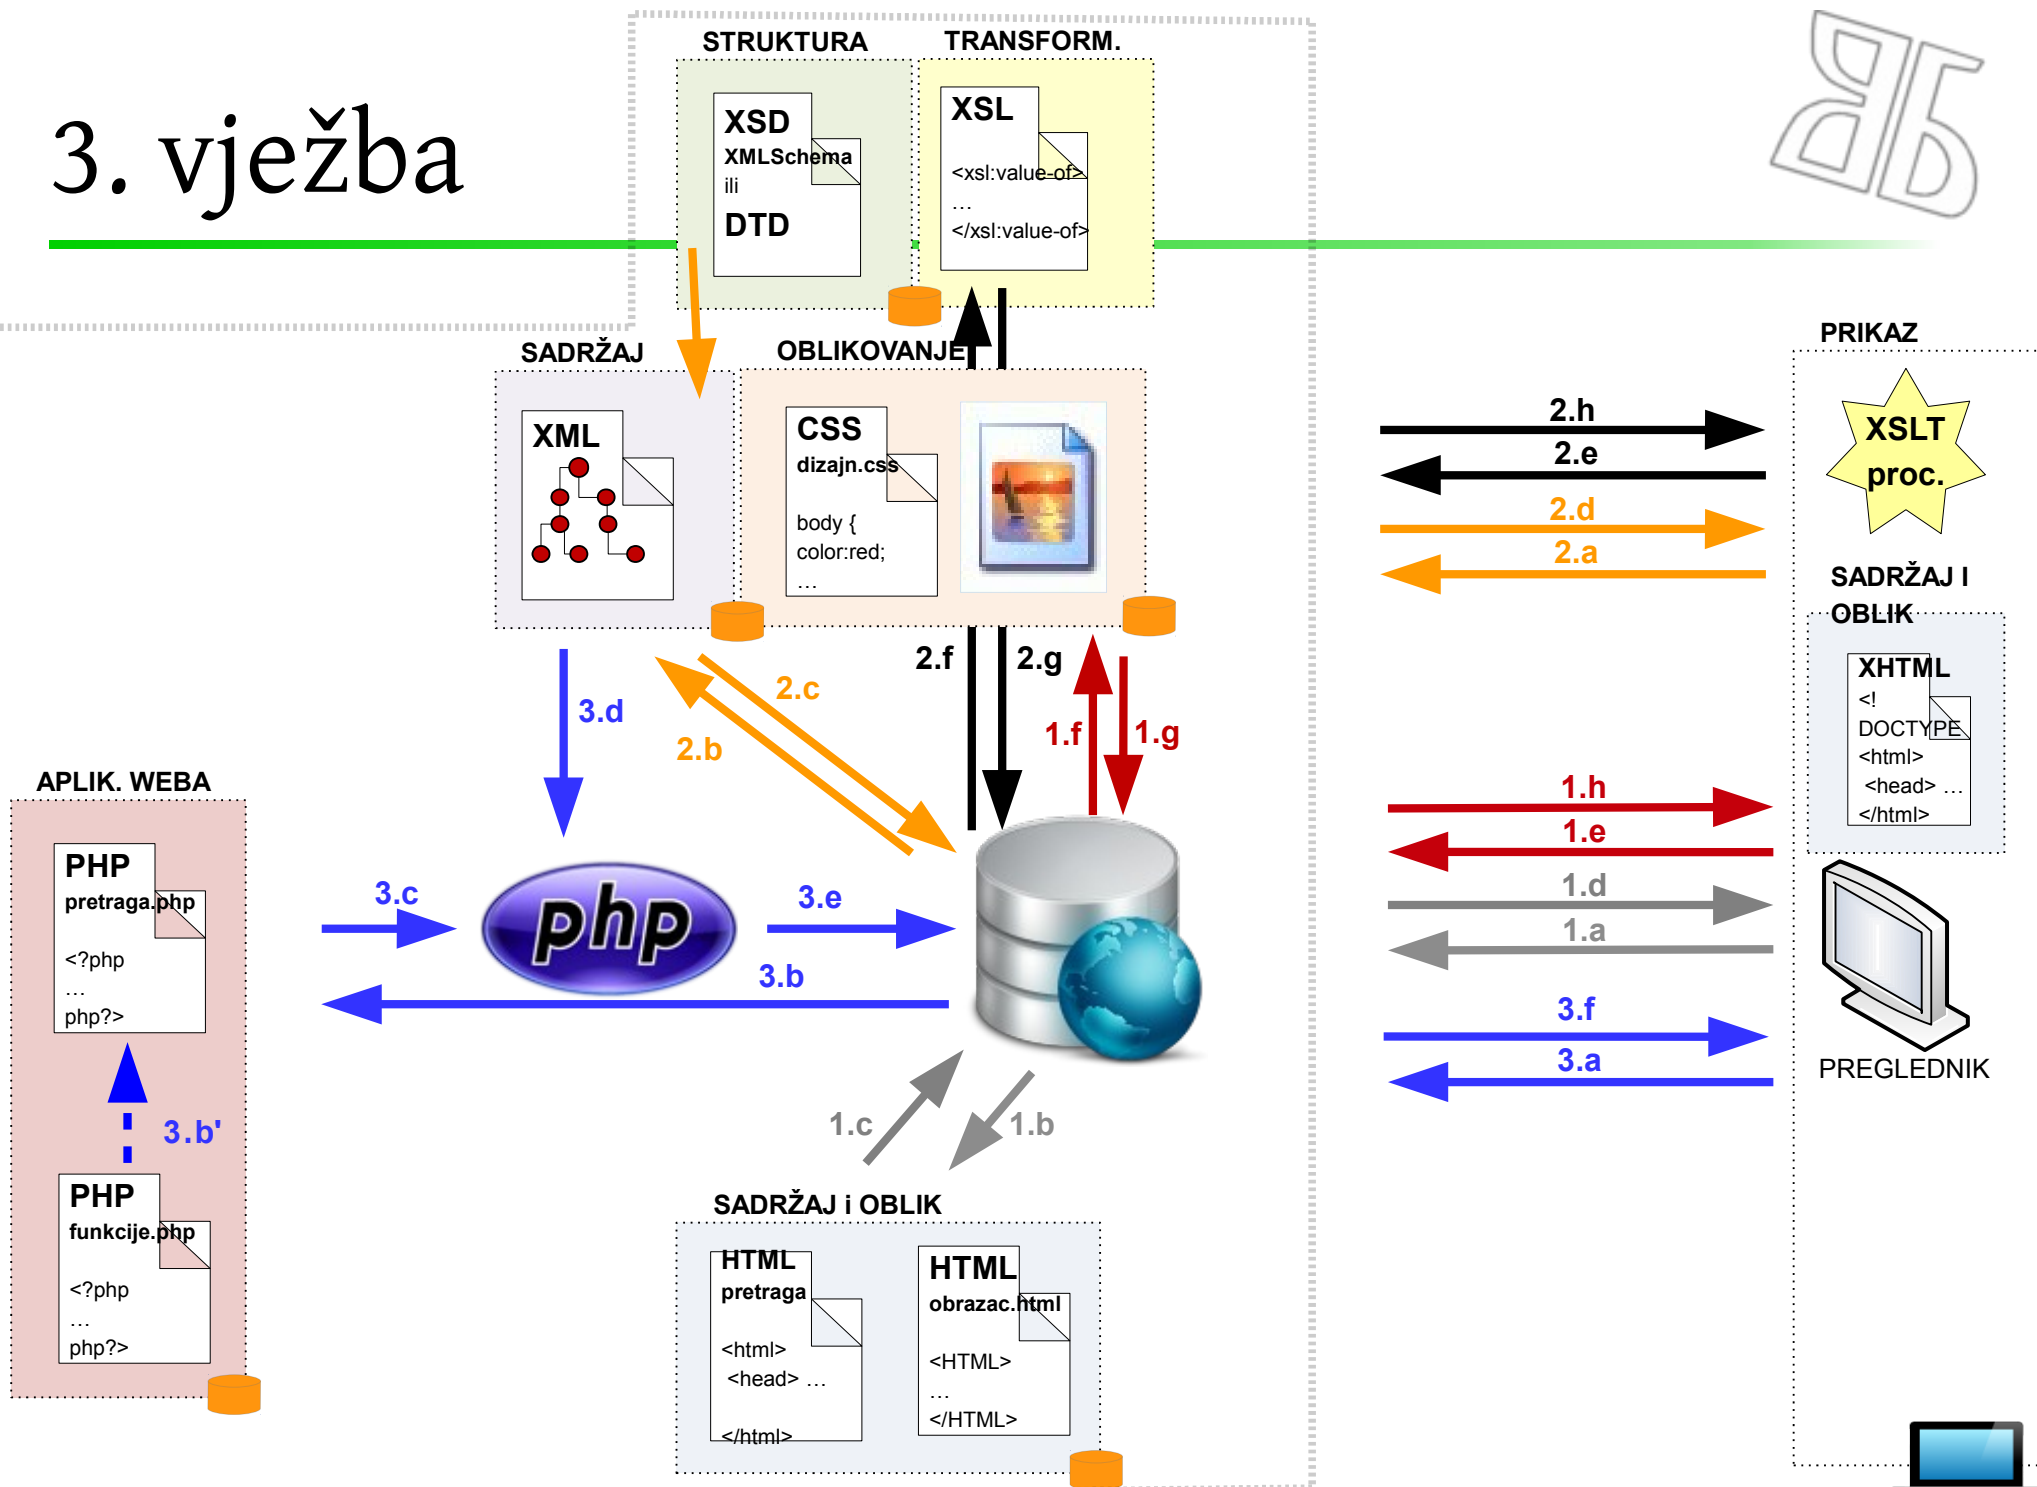 3. vježba
STRUKTURA
XSD
XMLSchema
ili
DTD
TRANSFORM.
XSL
<xsl:value-of>
…
</xsl:value-of>
SADRŽAJ
XML
OBLIKOVANJE
CSS
dizajn.css
body {
color:red;
…
PRIKAZ
XSLT
proc.
2.h
2.e
2.d
2.a
SADRŽAJ I
OBLIK
XHTML
<!
DOCTYPE
<html>
<head> …
</html>
2.f
2.g
2.c
2.b
3.d
1.f
1.g
1.h
1.e
1.d
1.a
3.f
3.a
PREGLEDNIK
APLIK. WEBA
PHP
pretraga.php
<?php
…
php?>
3.c
php
3.e
3.b
3.b'
PHP
funkcije.php
<?php
…
php?>
1.c
1.b
SADRŽAJ i OBLIK
HTML
pretraga
<html>
<head> …
</html>
HTML
obrazac.html
<HTML>
…
</HTML>